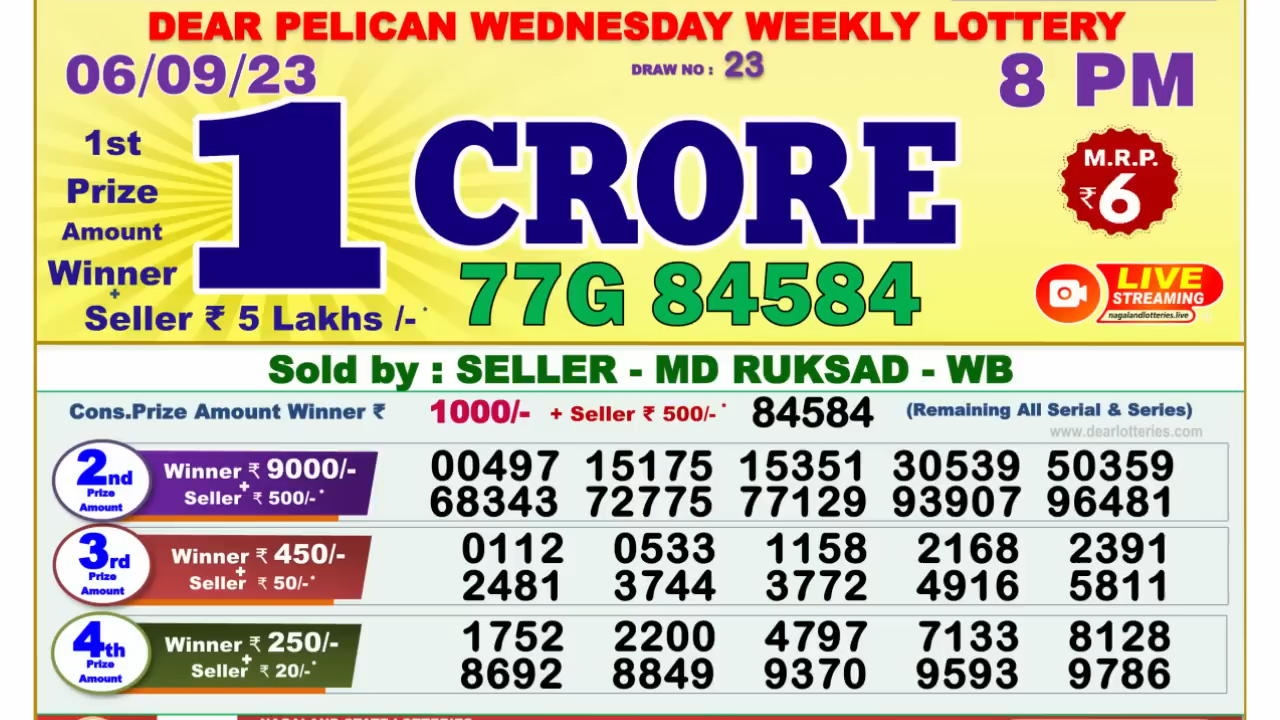 DEAR PELICAN WEDNESDAY WEEKLY LOTTERY
06/09/23
DRAW NO : 23
8 PM
1st
Prize
Amount
Winner
+
Seller ₹ 5 Lakhs /-*
1 CRORE
77G 84584
M.R.P.
₹6
LIVE
STREAMING
nagalandlotteries.live
Sold by : SELLER - MD RUKSAD - WB
Cons.Prize Amount Winner ₹ 1000/- + Seller ₹ 500/-* 84584 (Remaining All Serial & Series)
www.dearlotteries.com
2nd
Prize
Amount
Winner ₹ 9000/-
+
Seller ₹ 500/-*
00497 15175 15351 30539 50359
68343 72775 77129 93907 96481
3rd
Prize
Amount
Winner ₹ 450/-
+
Seller ₹ 50/-*
0112 0533 1158 2168 2391
2481 3744 3772 4916 5811
4th
Prize
Amount
Winner ₹ 250/-
+
Seller ₹ 20/-*
1752 2200 4797 7133 8128
8692 8849 9370 9593 9786